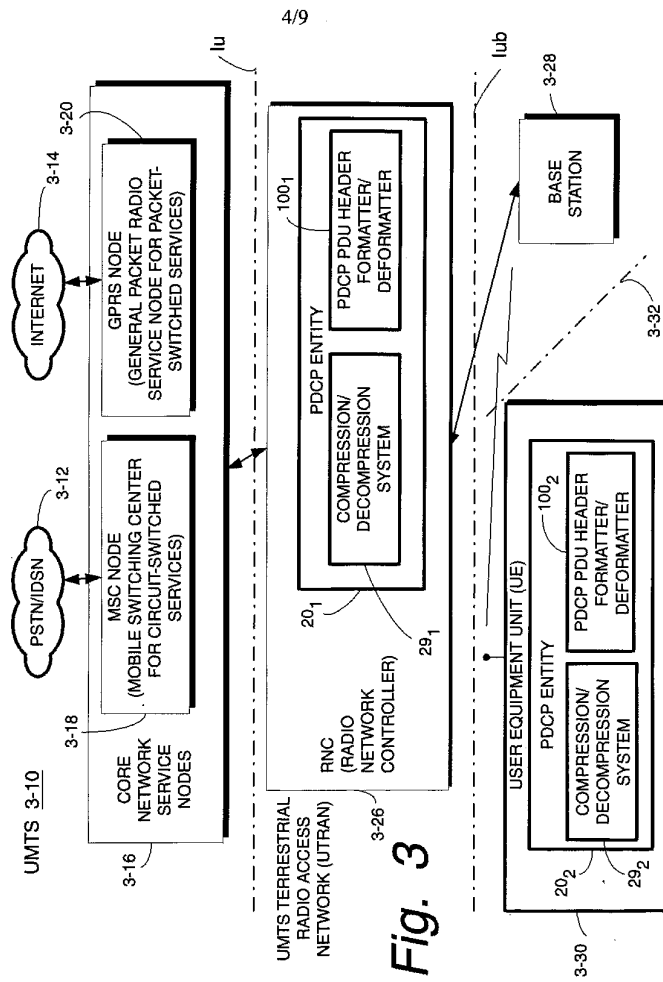 4/9
UMTS 3-10
PSTN/IDSN
3-12
INTERNET
3-14
3-16
CORE
NETWORK
SERVICE
NODES
3-18
MSC NODE
(MOBILE SWITCHING CENTER
FOR CIRCUIT-SWITCHED
SERVICES)
3-20
GPRS NODE
(GENERAL PACKET RADIO
SERVICE NODE FOR PACKET-
SWITCHED SERVICES)
Iu
UMTS TERRESTRIAL
RADIO ACCESS
NETWORK (UTRAN)
3-26
RNC
(RADIO
NETWORK
CONTROLLER)
20₁
PDCP ENTITY
29₁
COMPRESSION/
DECOMPRESSION
SYSTEM
100₁
PDCP PDU HEADER
FORMATTER/
DEFORMATTER
Iub
Fig. 3
3-28
BASE
STATION
3-32
3-30
USER EQUIPMENT UNIT (UE)
PDCP ENTITY
20₂
29₂
COMPRESSION/
DECOMPRESSION
SYSTEM
100₂
PDCP PDU HEADER
FORMATTER/
DEFORMATTER